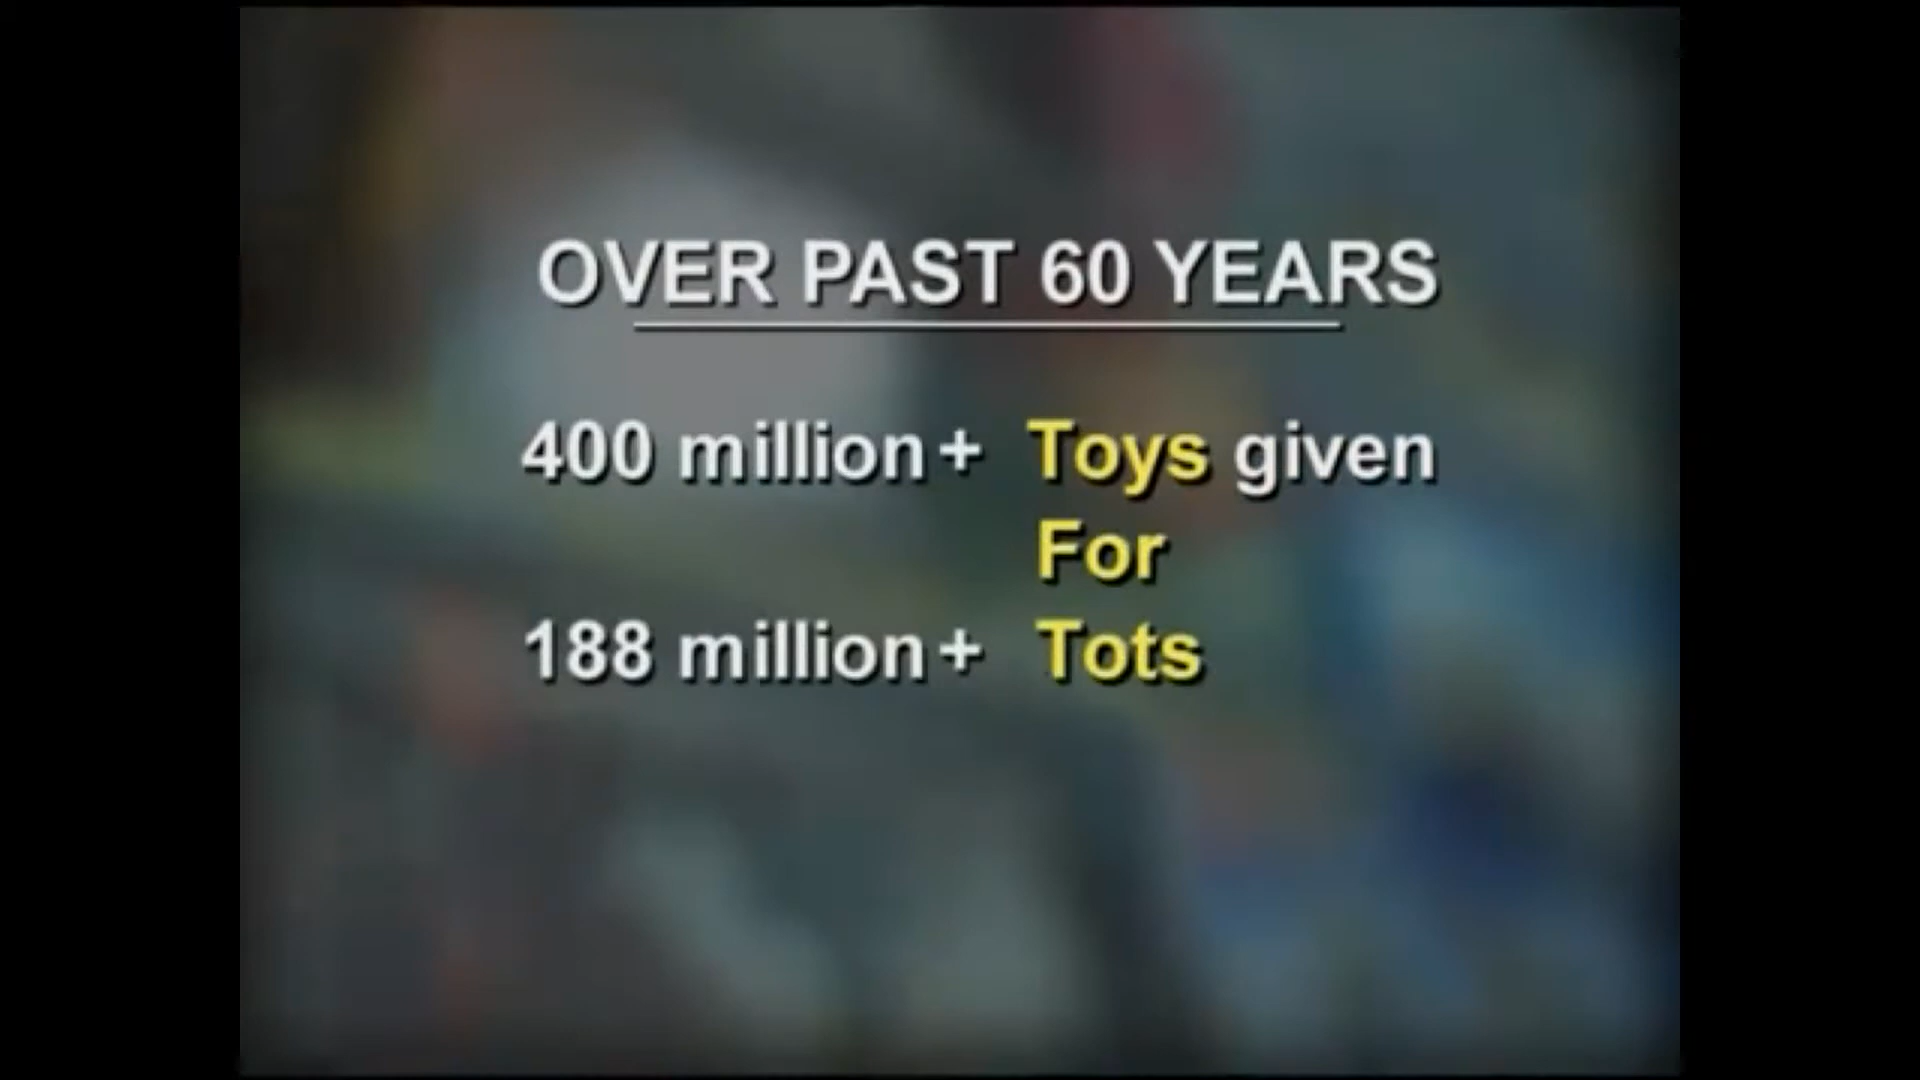 OVER PAST 60 YEARS
400 million+ Toys given
For
188 million+ Tots